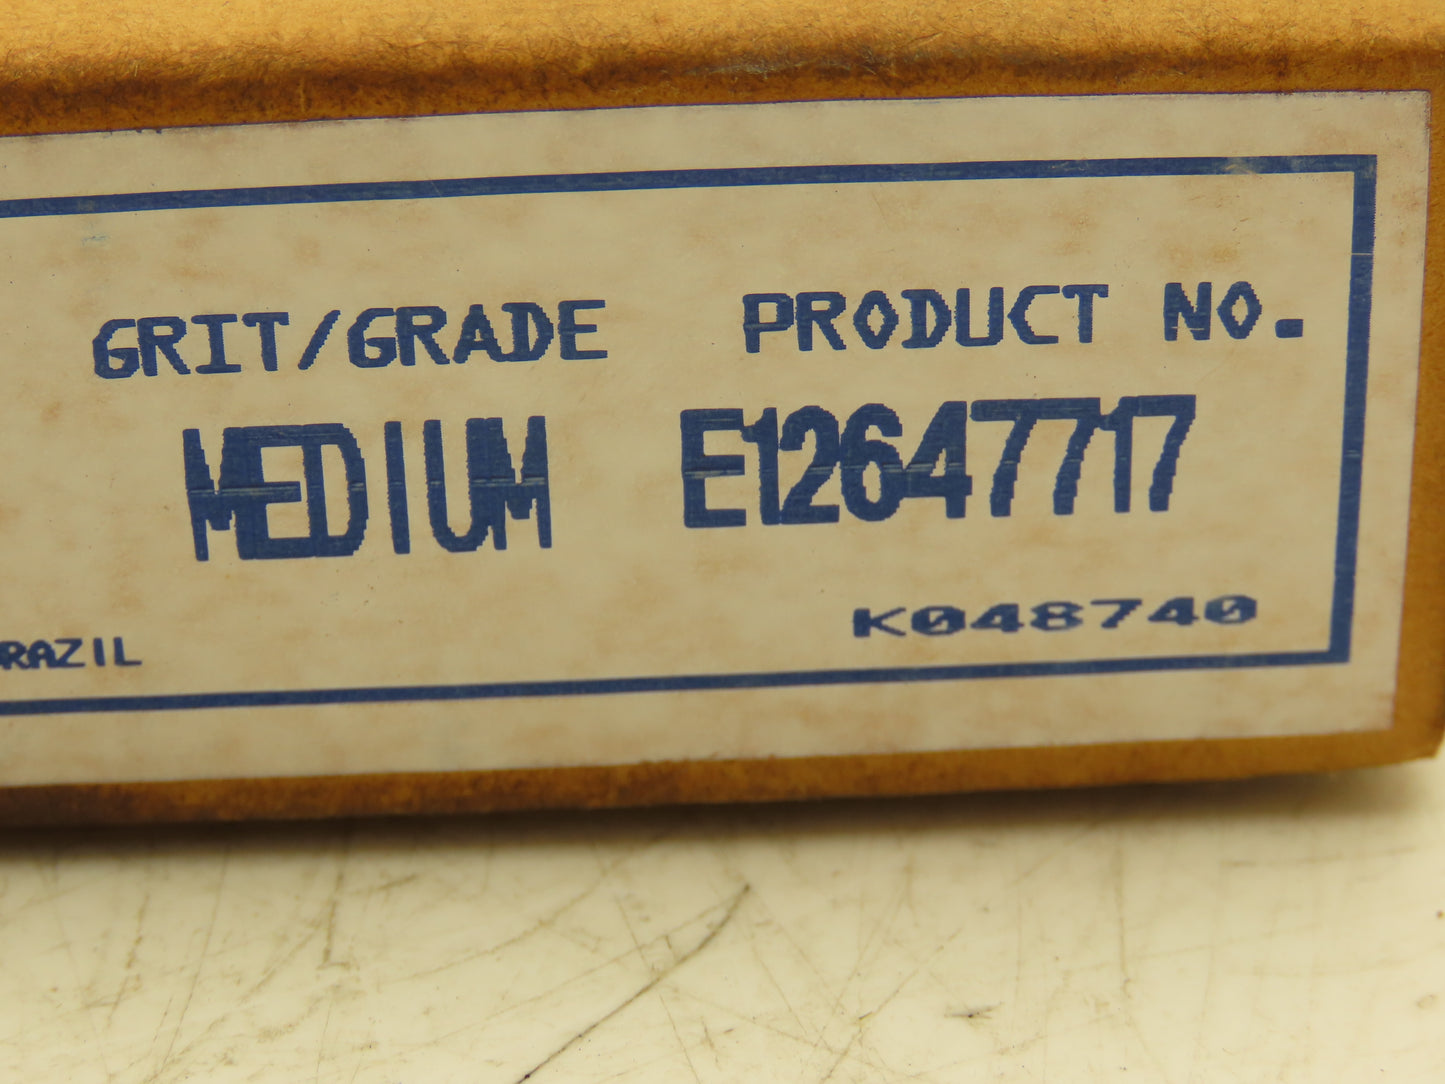 GRIT/GRADE PRODUCT NO.
MEDIUM E12647717
K048740
RAZIL